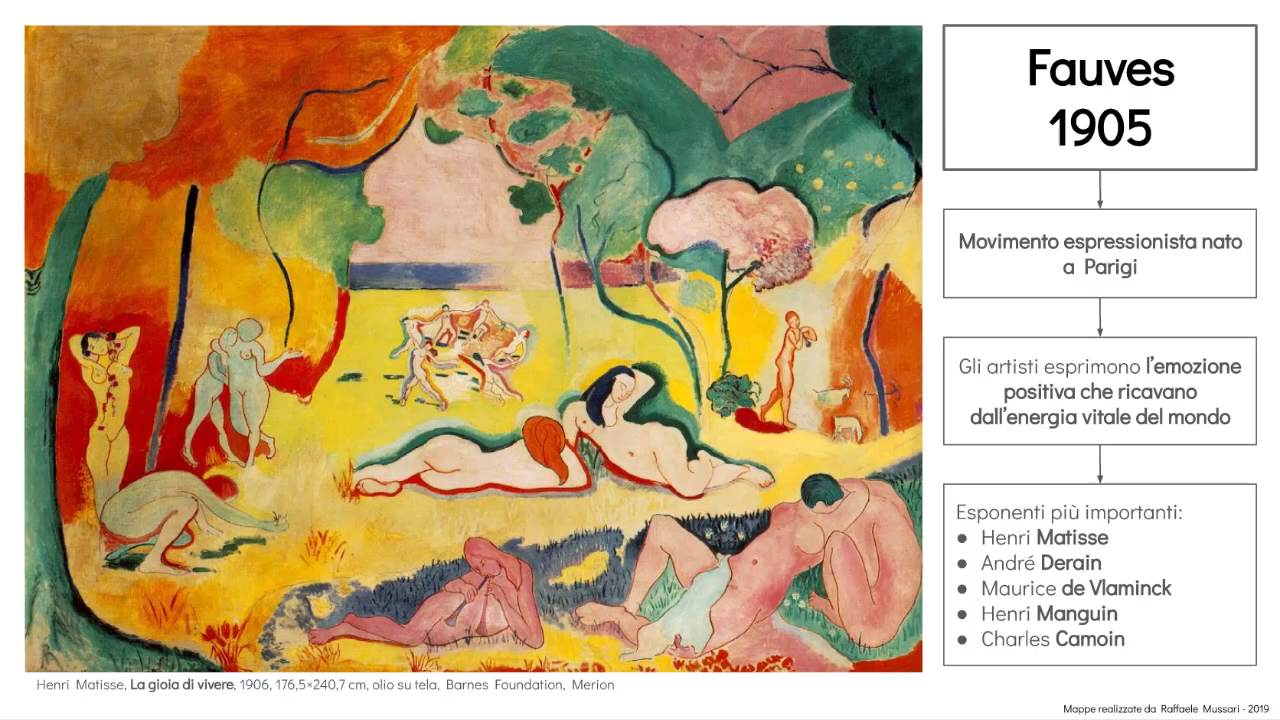 Fauves
1905
Movimento espressionista nato
a Parigi
Gli artisti esprimono l'emozione
positiva che ricavano
dall'energia vitale del mondo
Esponenti più importanti:
● Henri Matisse
● André Derain
● Maurice de Vlaminck
● Henri Manguin
● Charles Camoin
Henri Matisse, La gioia di vivere, 1906, 176,5×240,7 cm, olio su tela, Barnes Foundation, Merion
Mappe realizzate da Raffaele Mussari - 2019